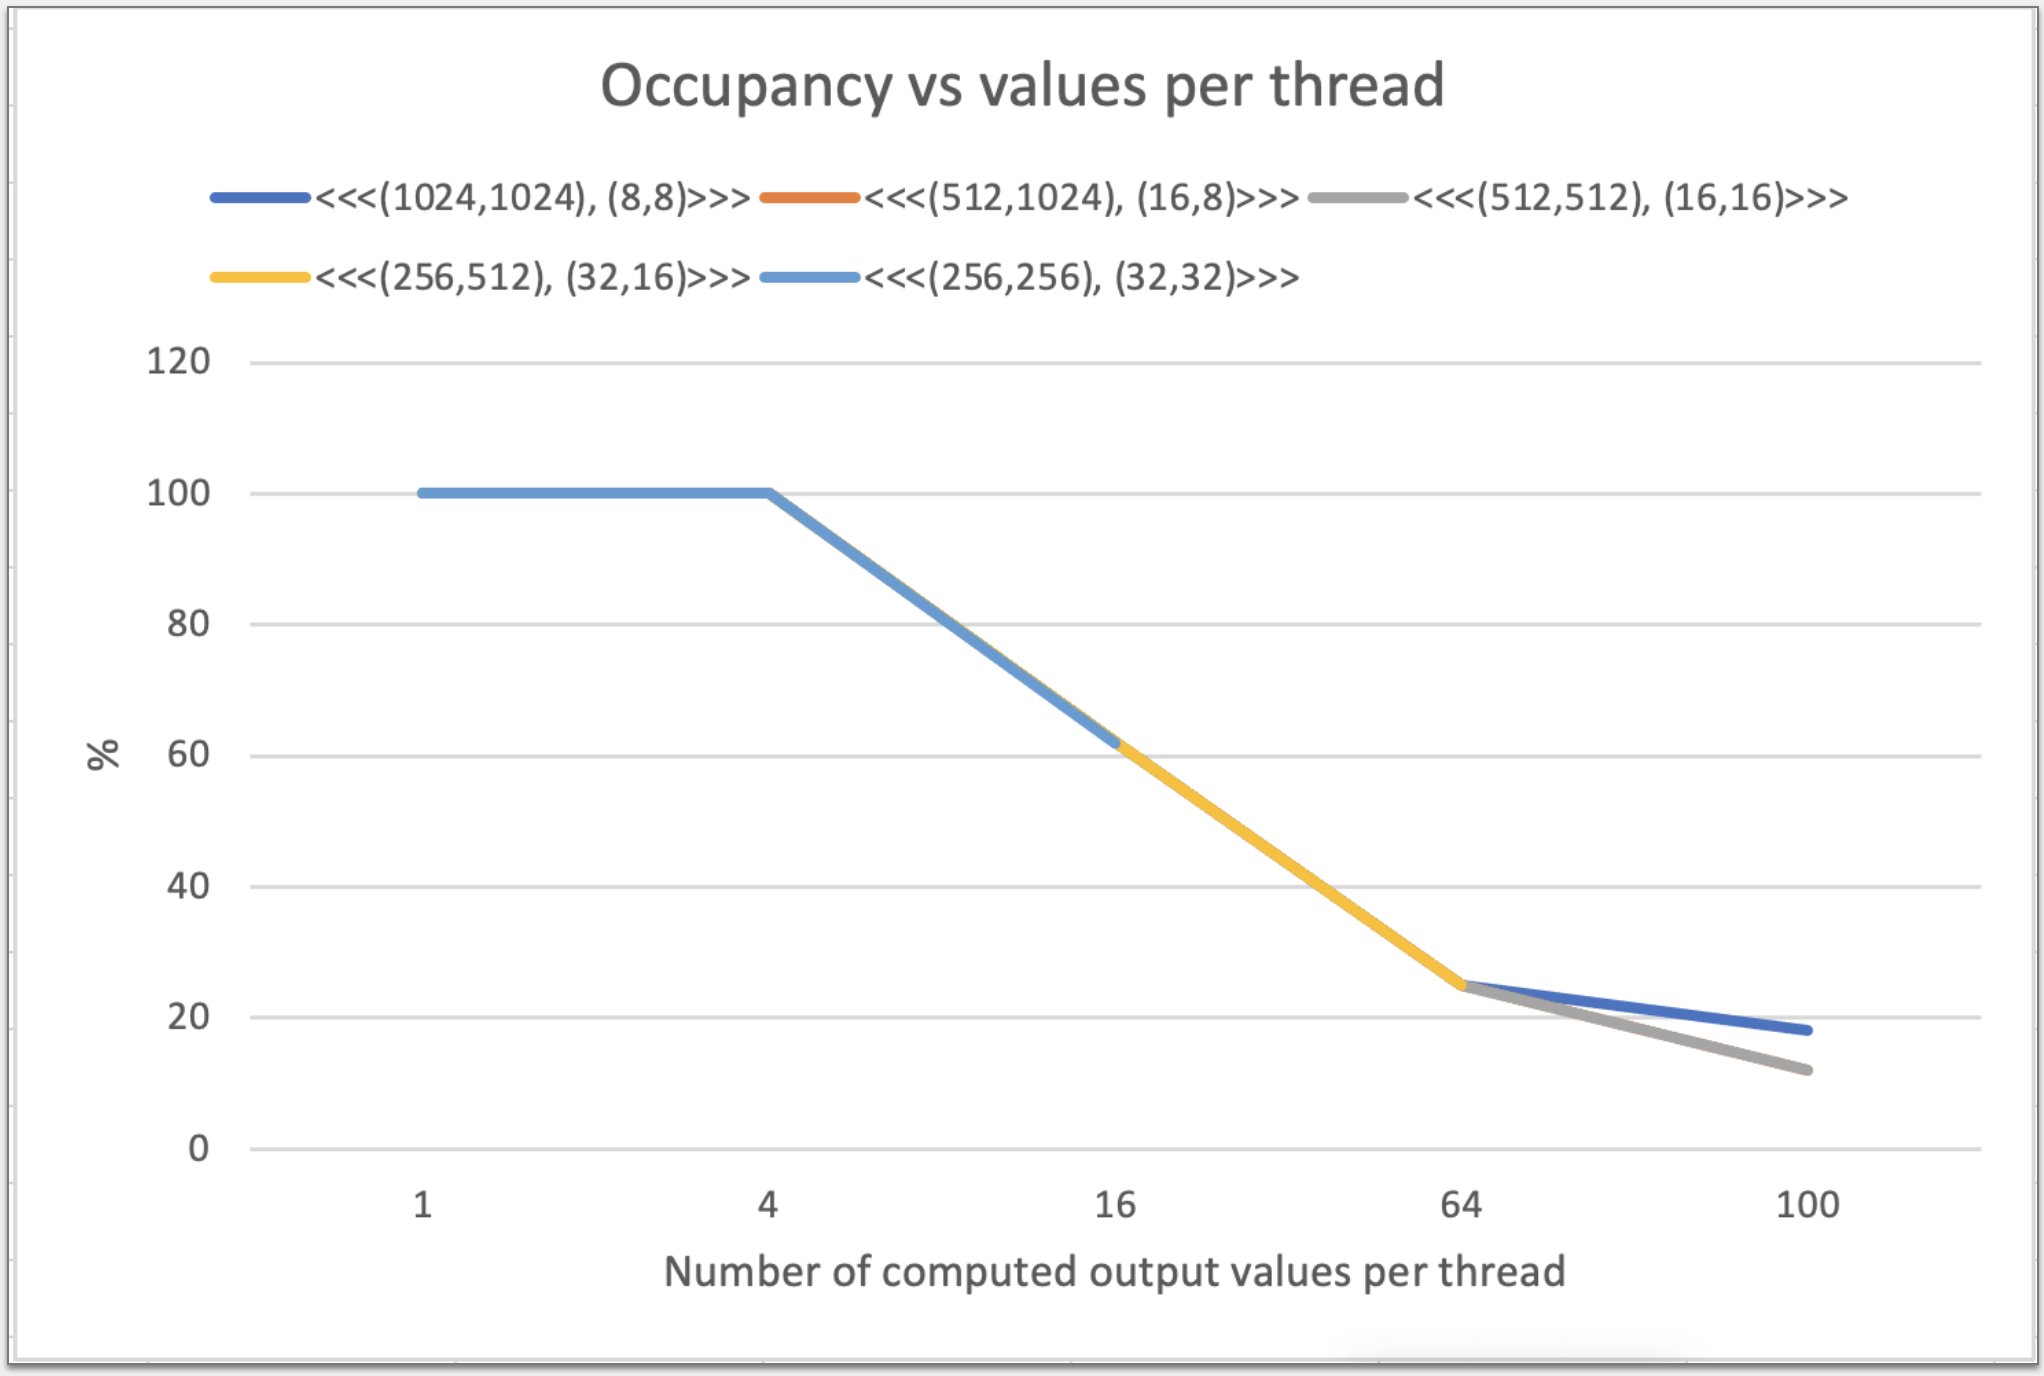 Occupancy vs values per thread
<<<(1024,1024), (8,8)>>> <<<(512,1024), (16,8)>>> <<<(512,512), (16,16)>>>
<<<(256,512), (32,16)>>> <<<(256,256), (32,32)>>>
120
100
80
%
60
40
20
0
1 4 16 64 100
Number of computed output values per thread